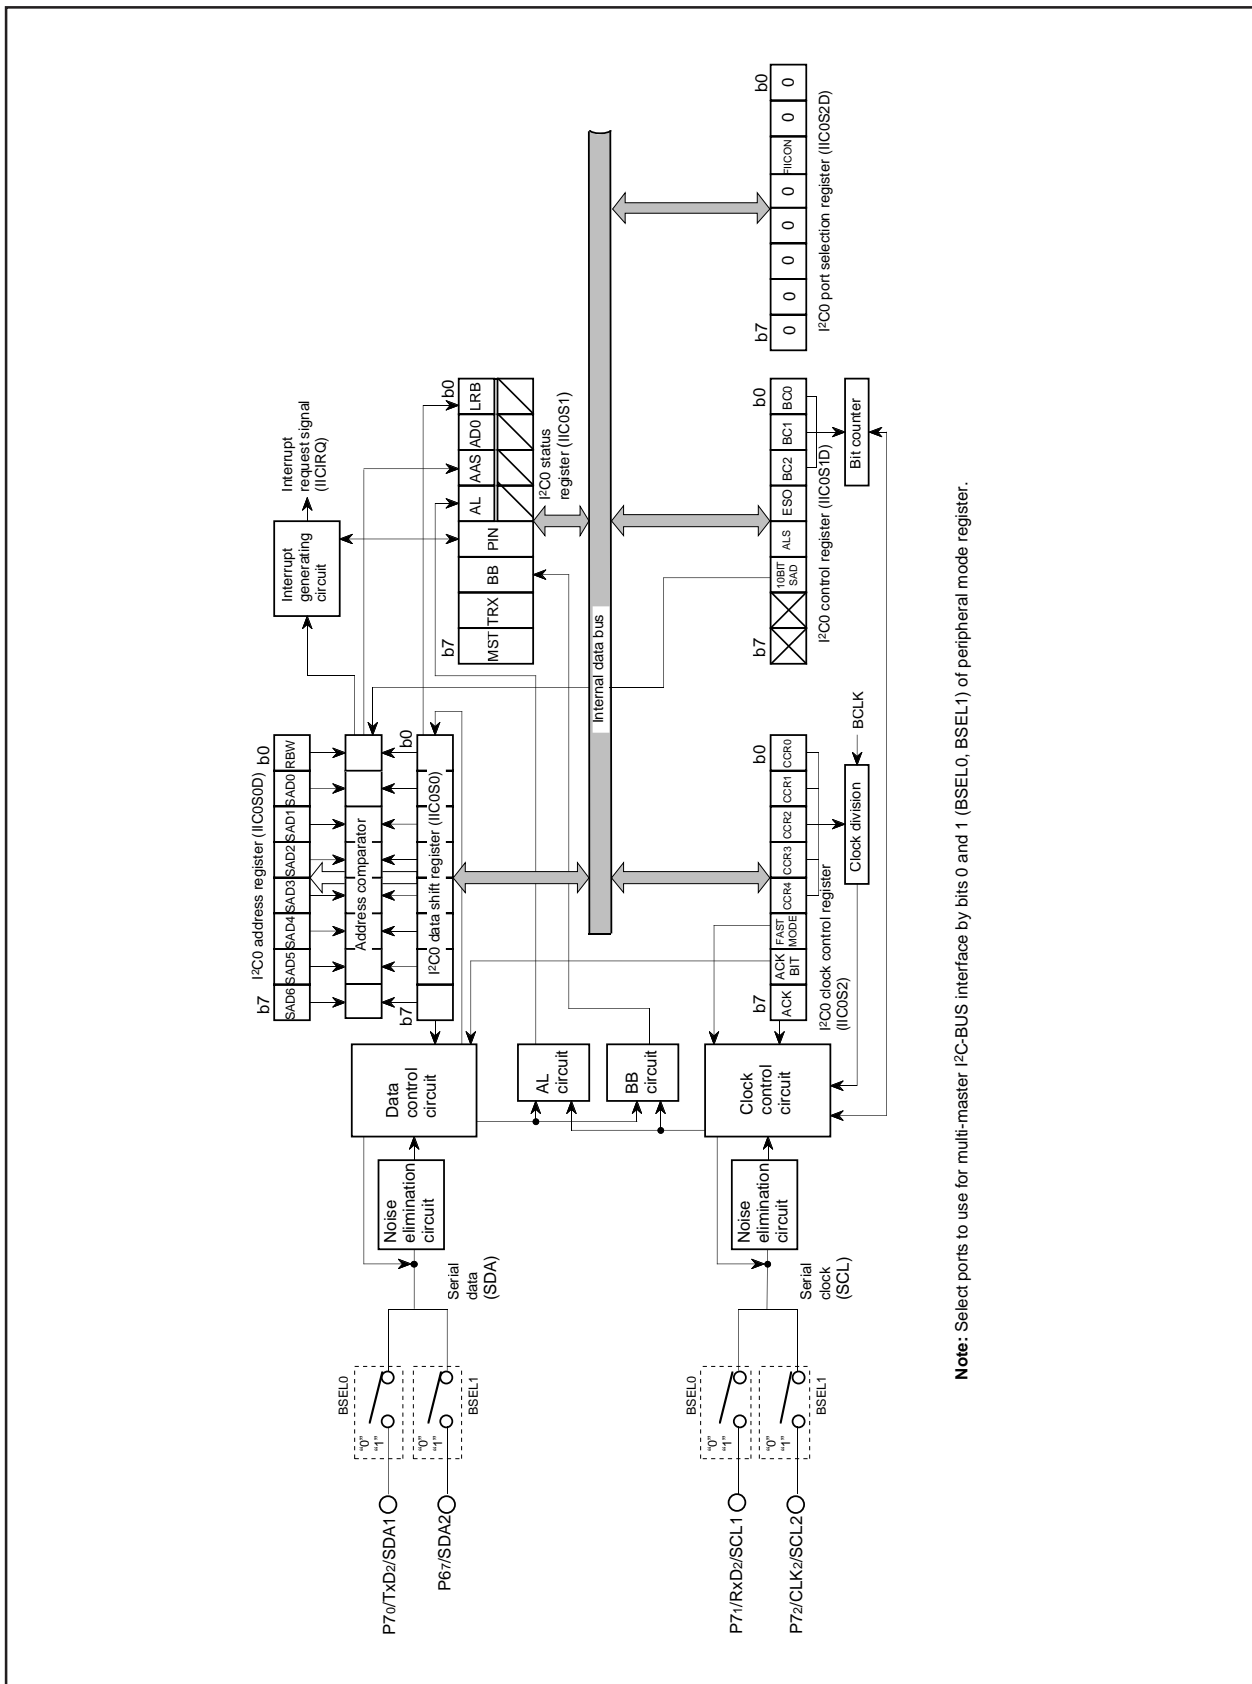 I²C0 address register (IIC0S0D)
b7
b0
SAD6
SAD5
SAD4
SAD3
SAD2
SAD1
SAD0
RBW
Address comparator
I²C0 data shift register (IIC0S0)
b7
b0
Interrupt
generating
circuit
Interrupt
request signal
(IICIRQ)
b7
b0
MST
TRX
BB
PIN
AL
AAS
AD0
LRB
I²C0 status
register (IIC0S1)
P70/TxD2/SDA1
"0"
"1"
BSEL0
P67/SDA2
"0"
"1"
BSEL1
Serial
data
(SDA)
Noise
elimination
circuit
Data
control
circuit
AL
circuit
BB
circuit
Internal data bus
P71/RxD2/SCL1
"0"
"1"
BSEL0
P72/CLK2/SCL2
"0"
"1"
BSEL1
Serial
clock
(SCL)
Noise
elimination
circuit
Clock
control
circuit
b7
b0
ACK
ACK
BIT
FAST
MODE
CCR4
CCR3
CCR2
CCR1
CCR0
I²C0 clock control register
(IIC0S2)
Clock division
BCLK
b7
b0
10BIT
SAD
ALS
ESO
BC2
BC1
BC0
I²C0 control register (IIC0S1D)
Bit counter
b7
b0
0
0
0
0
0
FIICON
0
0
I²C0 port selection register (IIC0S2D)
Note: Select ports to use for multi-master I²C-BUS interface by bits 0 and 1 (BSEL0, BSEL1) of peripheral mode register.